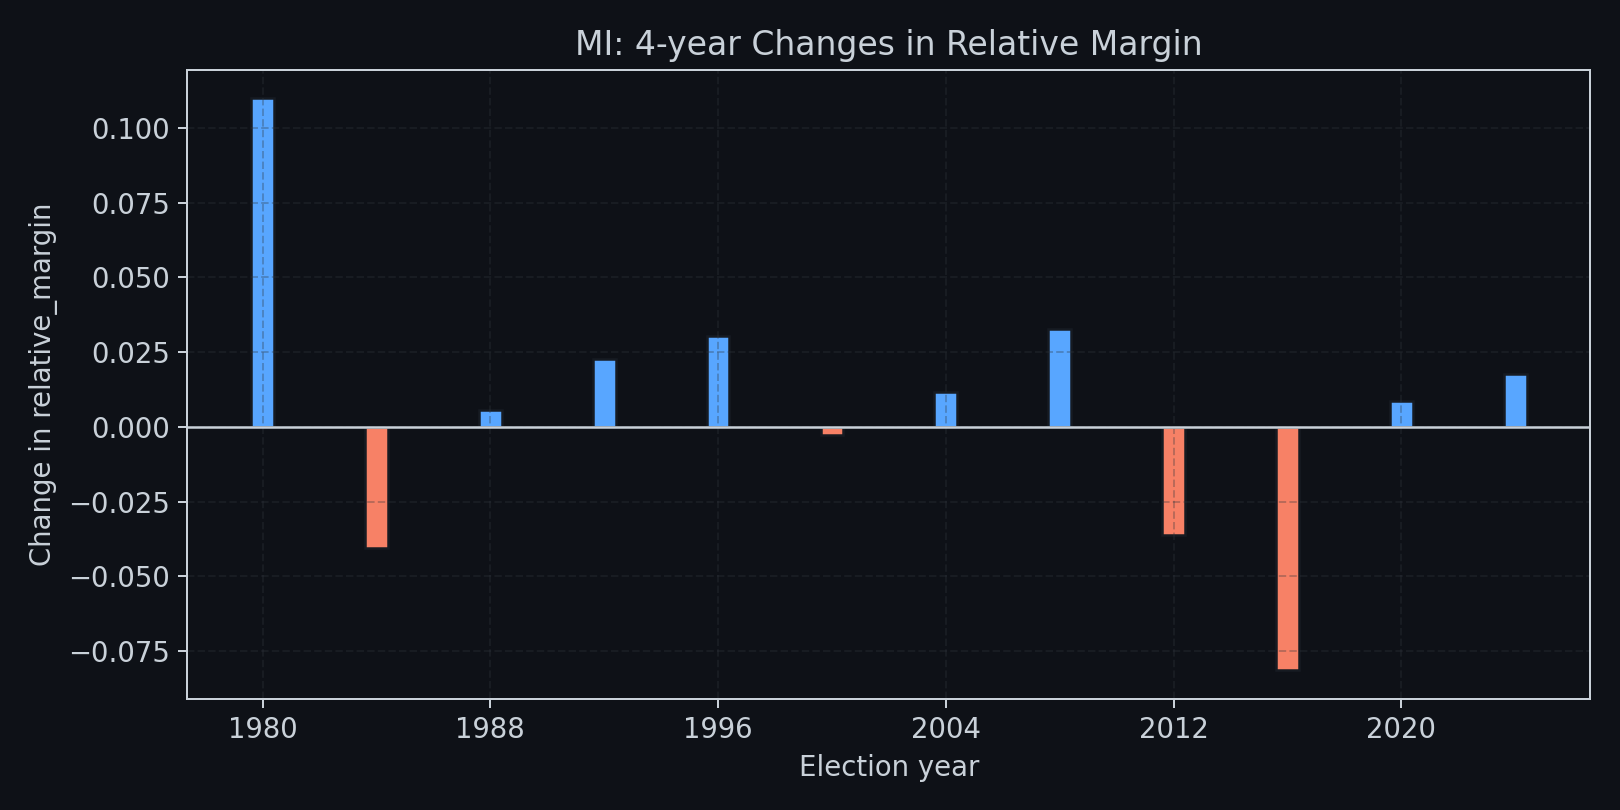 MI: 4-year Changes in Relative Margin
Change in relative_margin
0.100
0.075
0.050
0.025
0.000
−0.025
−0.050
−0.075
1980 1988 1996 2004 2012 2020
Election year